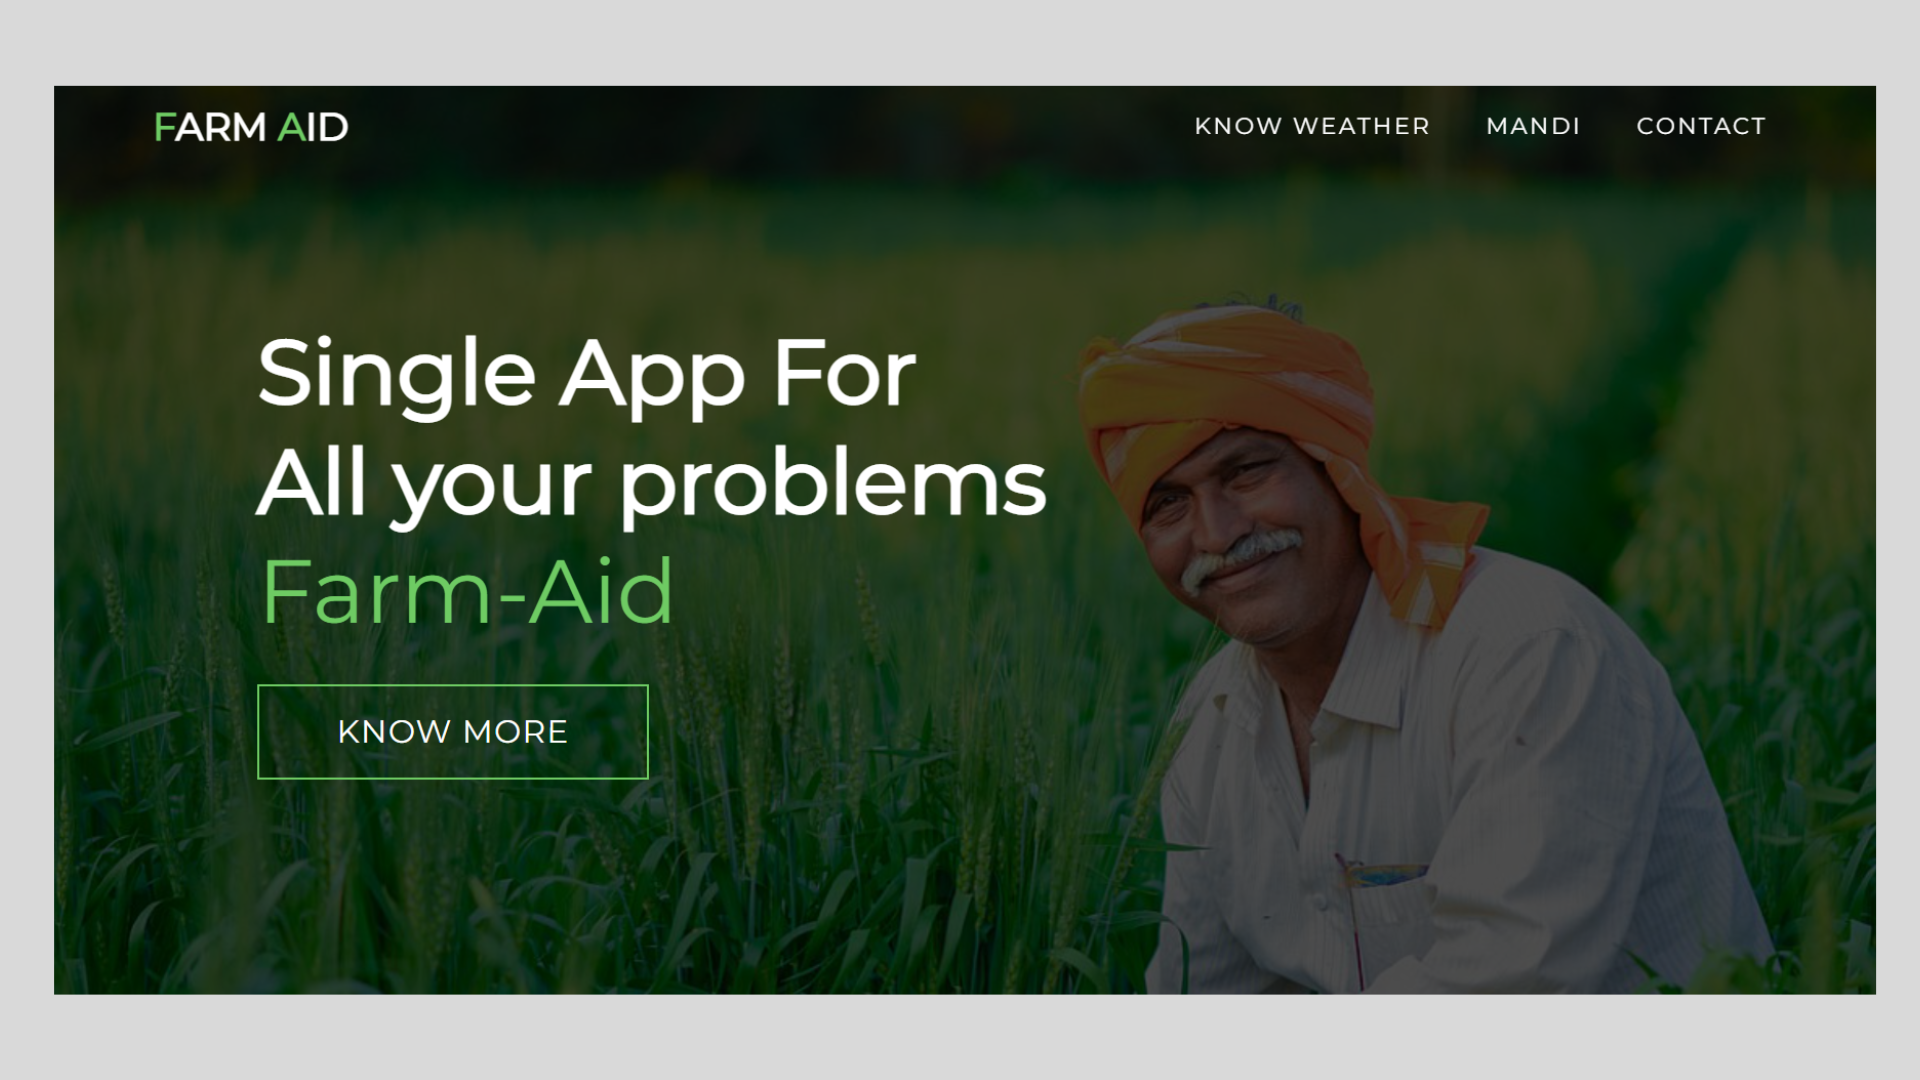 FARM AID
KNOW WEATHER
MANDI
CONTACT
Single App For
All your problems
Farm-Aid
KNOW MORE